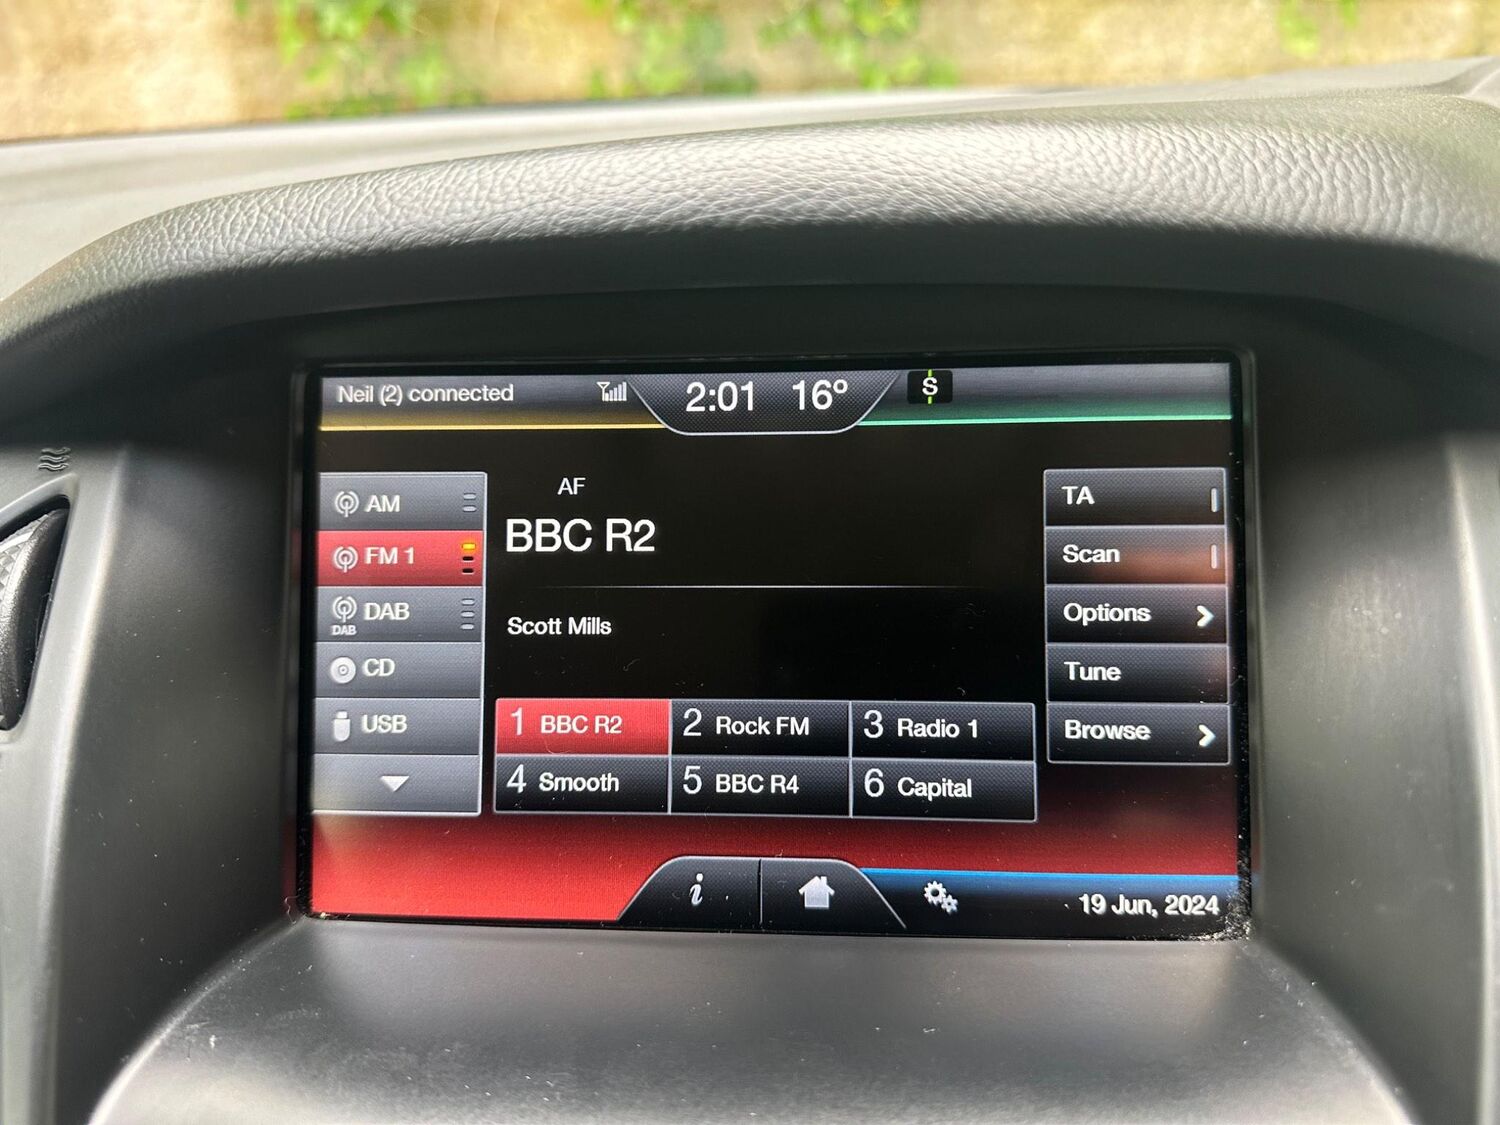 Neil (2) connected
2:01 16°
S
AM
FM 1
DAB
DAB
CD
USB
AF
BBC R2
Scott Mills
1 BBC R2
2 Rock FM
3 Radio 1
4 Smooth
5 BBC R4
6 Capital
TA
Scan
Options
Tune
Browse
i
19 Jun, 2024